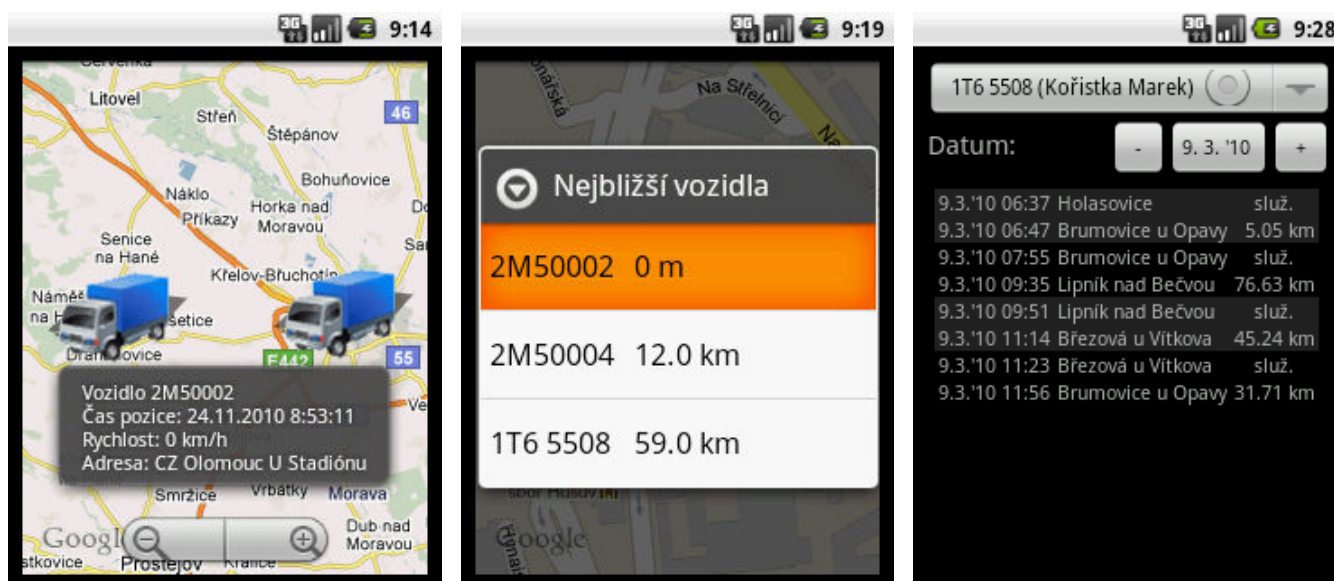 9:14
Červenka
Litovel
46
Střeň
Štěpánov
Bohuňovice
Náklo
Horka nad
Moravou
Příkazy
Senice
na Hané
Křelov-Břuchotín
E442
55
Vozidlo 2M50002
Čas pozice: 24.11.2010 8:53:11
Rychlost: 0 km/h
Adresa: CZ Olomouc U Stadiónu
Smržice
Vrbátky
Morava
Dub nad
Moravou
Prostějov
Kralice
9:19
Na Střelnici
Nejbližší vozidla
2M50002 0 m
2M50004 12.0 km
1T6 5508 59.0 km
sbor Husův
Google
9:28
1T6 5508 (Kořistka Marek)
Datum:
-
9. 3. '10
+
9.3.'10 06:37 Holasovice služ.
9.3.'10 06:47 Brumovice u Opavy 5.05 km
9.3.'10 07:55 Brumovice u Opavy služ.
9.3.'10 09:35 Lipník nad Bečvou 76.63 km
9.3.'10 09:51 Lipník nad Bečvou služ.
9.3.'10 11:14 Březová u Vítkova 45.24 km
9.3.'10 11:23 Březová u Vítkova služ.
9.3.'10 11:56 Brumovice u Opavy 31.71 km